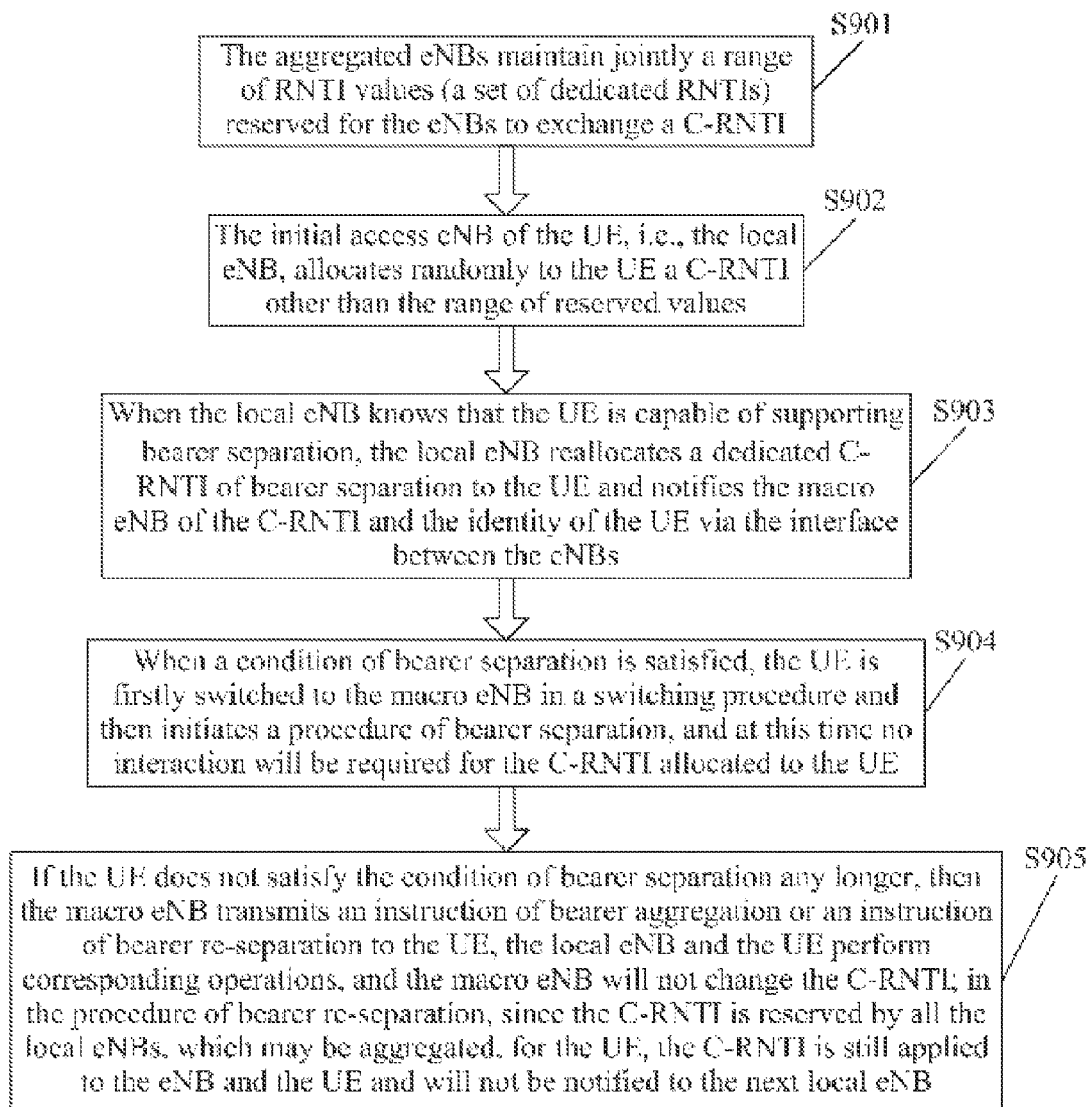 S901
The aggregated eNBs maintain jointly a range
of RNTI values (a set of dedicated RNTIs)
reserved for the eNBs to exchange a C-RNTI
S902
The initial access eNB of the UE, i.e., the local
eNB, allocates randomly to the UE a C-RNTI
other than the range of reserved values
S903
When the local eNB knows that the UE is capable of supporting
bearer separation, the local eNB reallocates a dedicated C-
RNTI of bearer separation to the UE and notifies the macro
eNB of the C-RNTI and the identity of the UE via the interface
between the eNBs
S904
When a condition of bearer separation is satisfied, the UE is
firstly switched to the macro eNB in a switching procedure and
then initiates a procedure of bearer separation, and at this time no
interaction will be required for the C-RNTI allocated to the UE
S905
If the UE does not satisfy the condition of bearer separation any longer, then
the macro eNB transmits an instruction of bearer aggregation or an instruction
of bearer re-separation to the UE, the local eNB and the UE perform
corresponding operations, and the macro eNB will not change the C-RNTI; in
the procedure of bearer re-separation, since the C-RNTI is reserved by all the
local eNBs, which may be aggregated, for the UE, the C-RNTI is still applied
to the eNB and the UE and will not be notified to the next local eNB